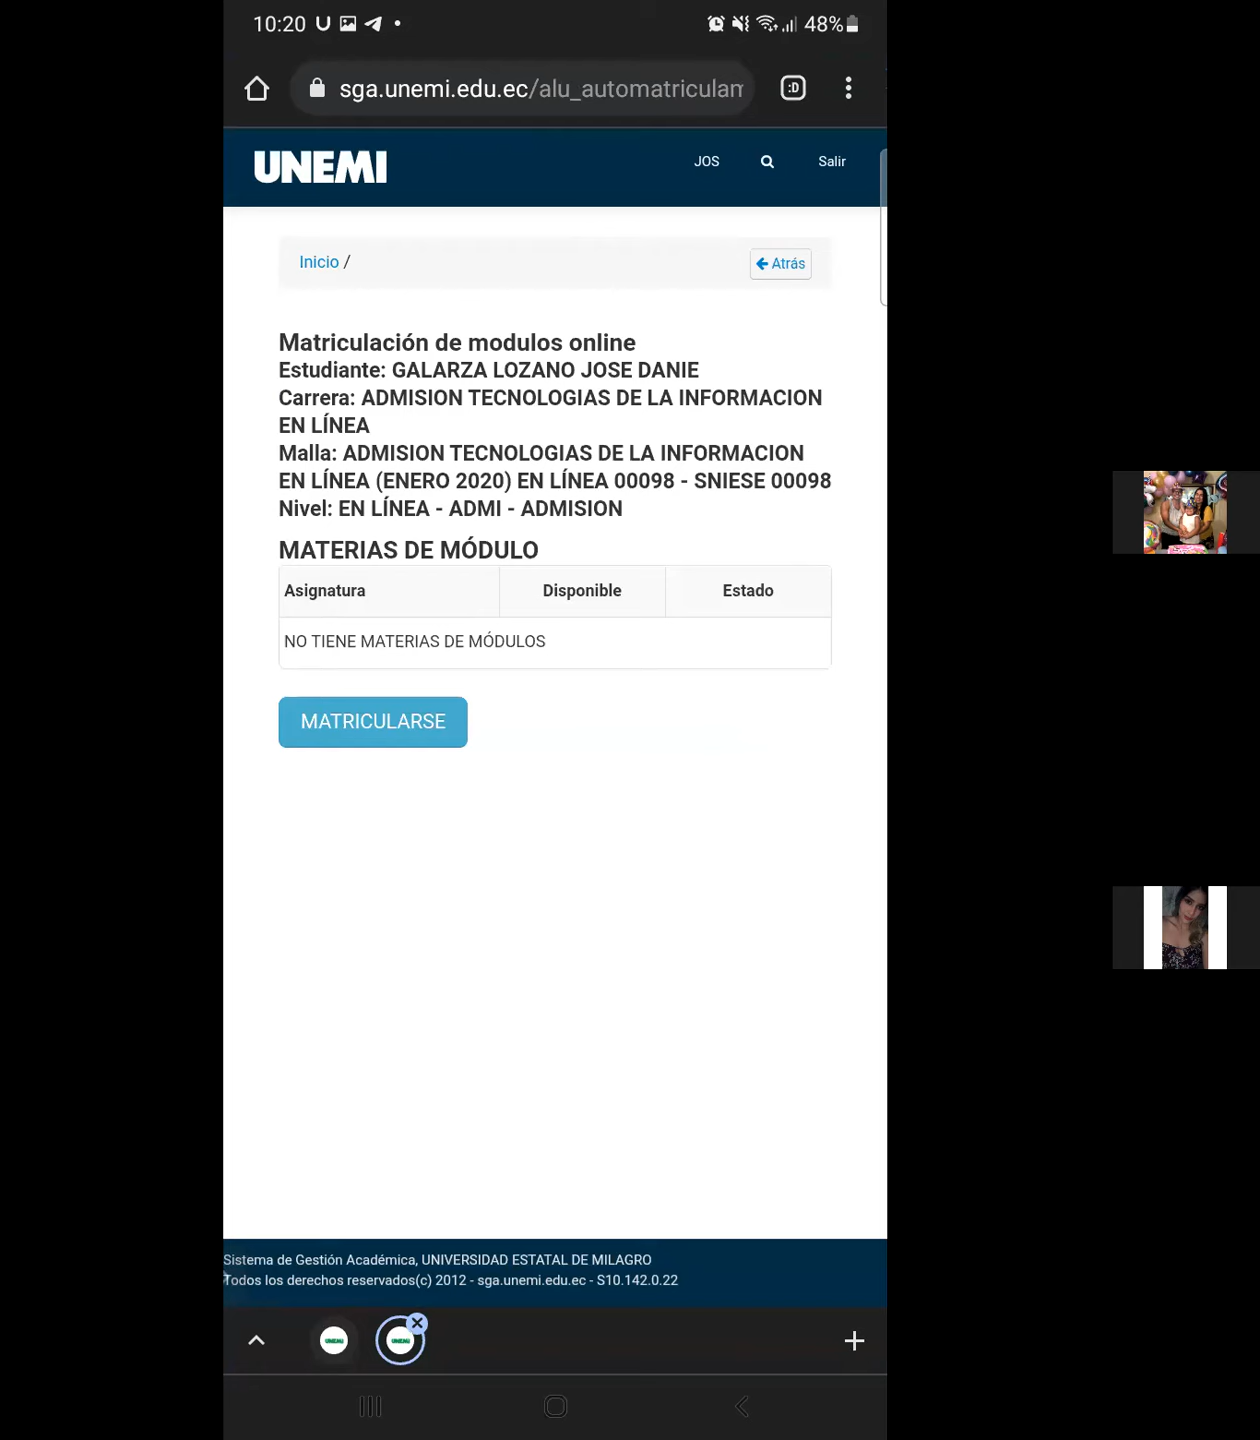 10:20
48%
sga.unemi.edu.ec/alu_automatriculam
:D
UNEMI
JOS
Salir
Inicio /
Atrás
Matriculación de modulos online
Estudiante: GALARZA LOZANO JOSE DANIE
Carrera: ADMISION TECNOLOGIAS DE LA INFORMACION
EN LÍNEA
Malla: ADMISION TECNOLOGIAS DE LA INFORMACION
EN LÍNEA (ENERO 2020) EN LÍNEA 00098 - SNIESE 00098
Nivel: EN LÍNEA - ADMI - ADMISION
MATERIAS DE MÓDULO
Asignatura Disponible Estado
NO TIENE MATERIAS DE MÓDULOS
MATRICULARSE
Sistema de Gestión Académica, UNIVERSIDAD ESTATAL DE MILAGRO
Todos los derechos reservados(c) 2012 - sga.unemi.edu.ec - S10.142.0.22
UNEMI
UNEMI